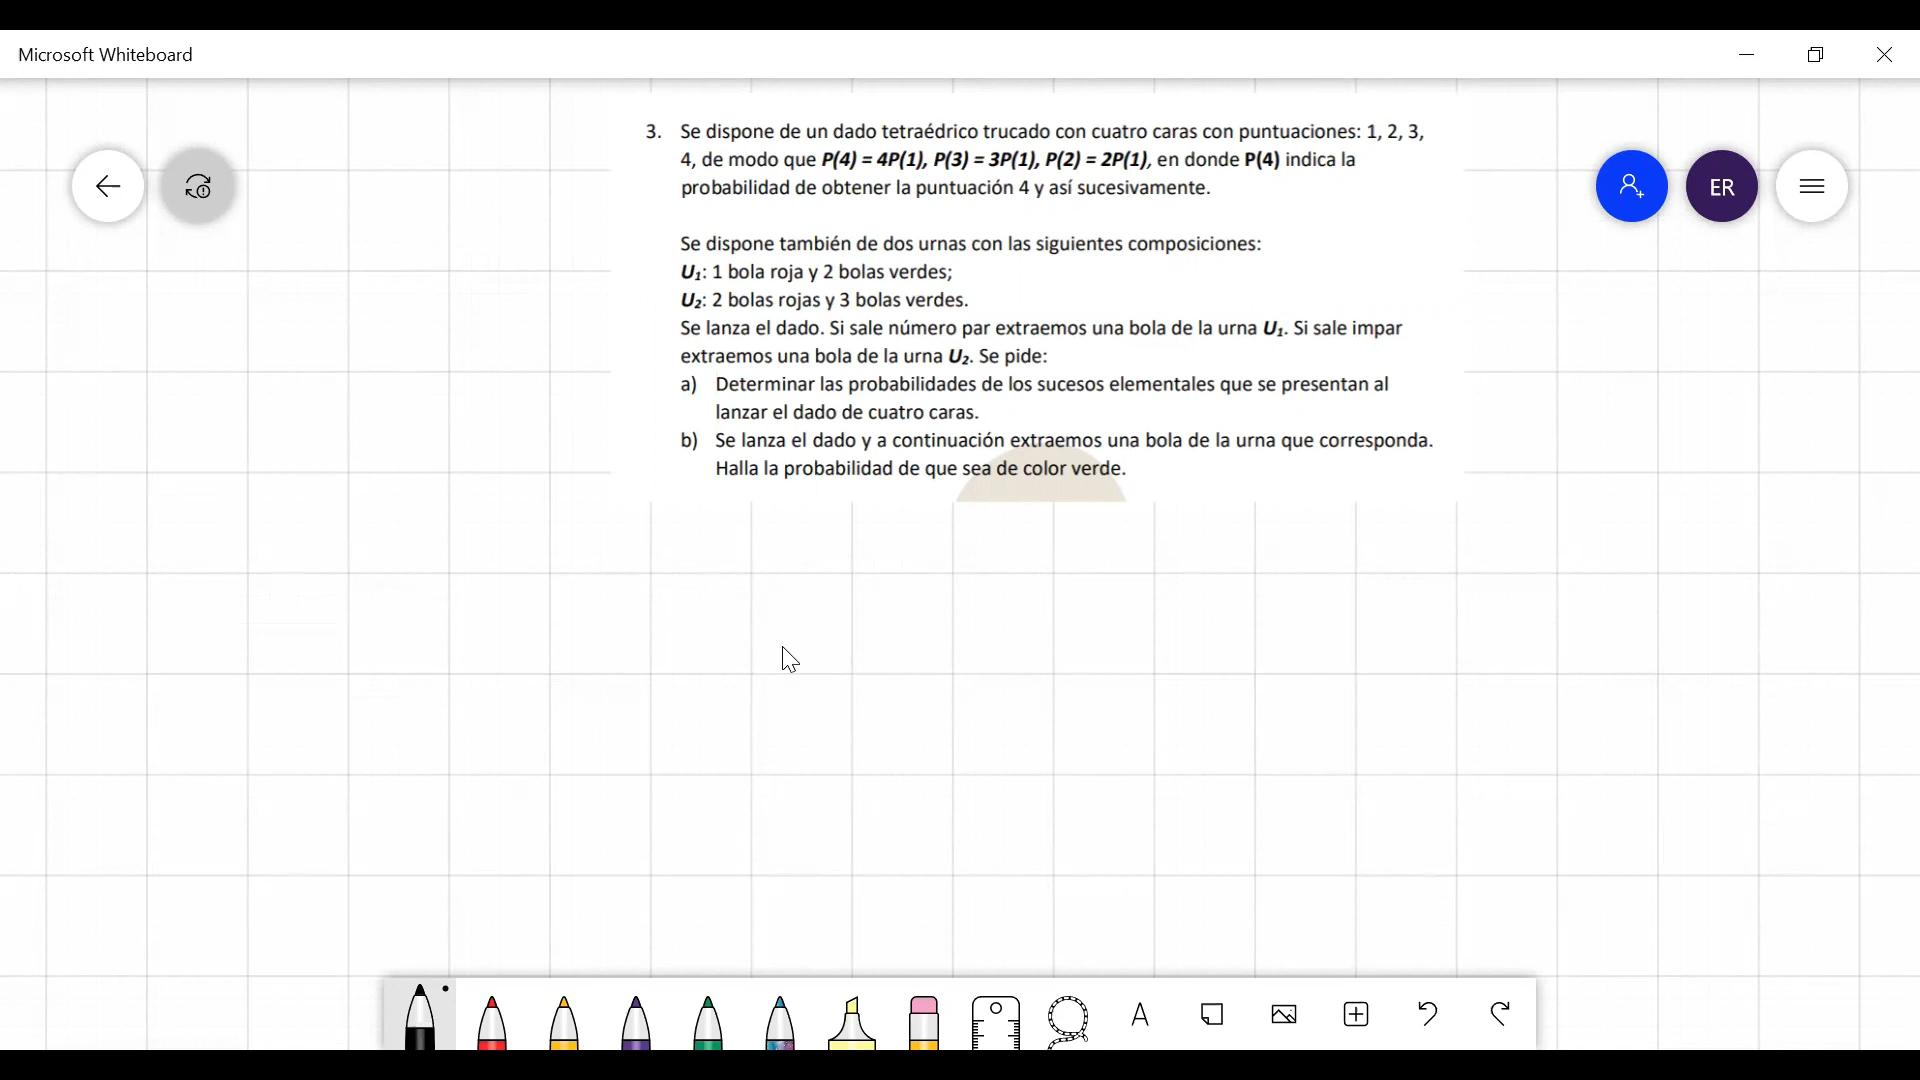 Microsoft Whiteboard
3. Se dispone de un dado tetraédrico trucado con cuatro caras con puntuaciones: 1, 2, 3,
4, de modo que P(4) = 4P(1), P(3) = 3P(1), P(2) = 2P(1), en donde P(4) indica la
probabilidad de obtener la puntuación 4 y así sucesivamente.
ER
Se dispone también de dos urnas con las siguientes composiciones:
U₁: 1 bola roja y 2 bolas verdes;
U₂: 2 bolas rojas y 3 bolas verdes.
Se lanza el dado. Si sale número par extraemos una bola de la urna U₁. Si sale impar
extraemos una bola de la urna U₂. Se pide:
a) Determinar las probabilidades de los sucesos elementales que se presentan al
lanzar el dado de cuatro caras.
b) Se lanza el dado y a continuación extraemos una bola de la urna que corresponda.
Halla la probabilidad de que sea de color verde.